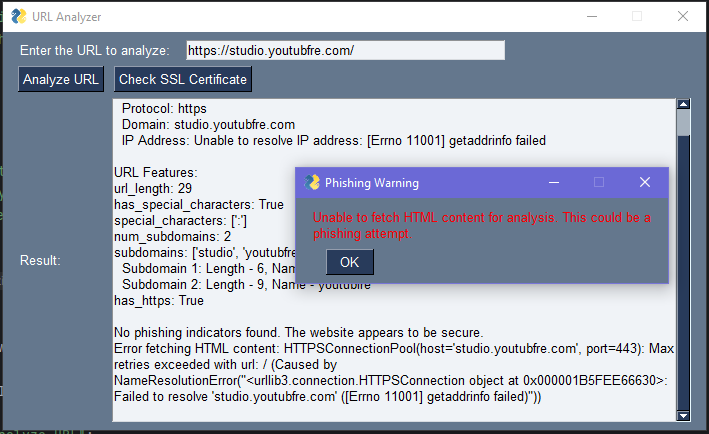 URL Analyzer
Enter the URL to analyze: https://studio.youtubfre.com/
Analyze URL Check SSL Certificate
Protocol: https
Domain: studio.youtubfre.com
IP Address: Unable to resolve IP address: [Errno 11001] getaddrinfo failed
URL Features:
url_length: 29
has_special_characters: True
special_characters: [':']
num_subdomains: 2
subdomains: ['studio', 'youtubfre
Subdomain 1: Length - 6, Nam
Subdomain 2: Length - 9, Name - youtubfre
has_https: True
Phishing Warning
Unable to fetch HTML content for analysis. This could be a
phishing attempt.
OK
Result:
No phishing indicators found. The website appears to be secure.
Error fetching HTML content: HTTPSConnectionPool(host='studio.youtubfre.com', port=443): Max
retries exceeded with url: / (Caused by
NameResolutionError("<urllib3.connection.HTTPSConnection object at 0x000001B5FEE66630>:
Failed to resolve 'studio.youtubfre.com' ([Errno 11001] getaddrinfo failed)"))